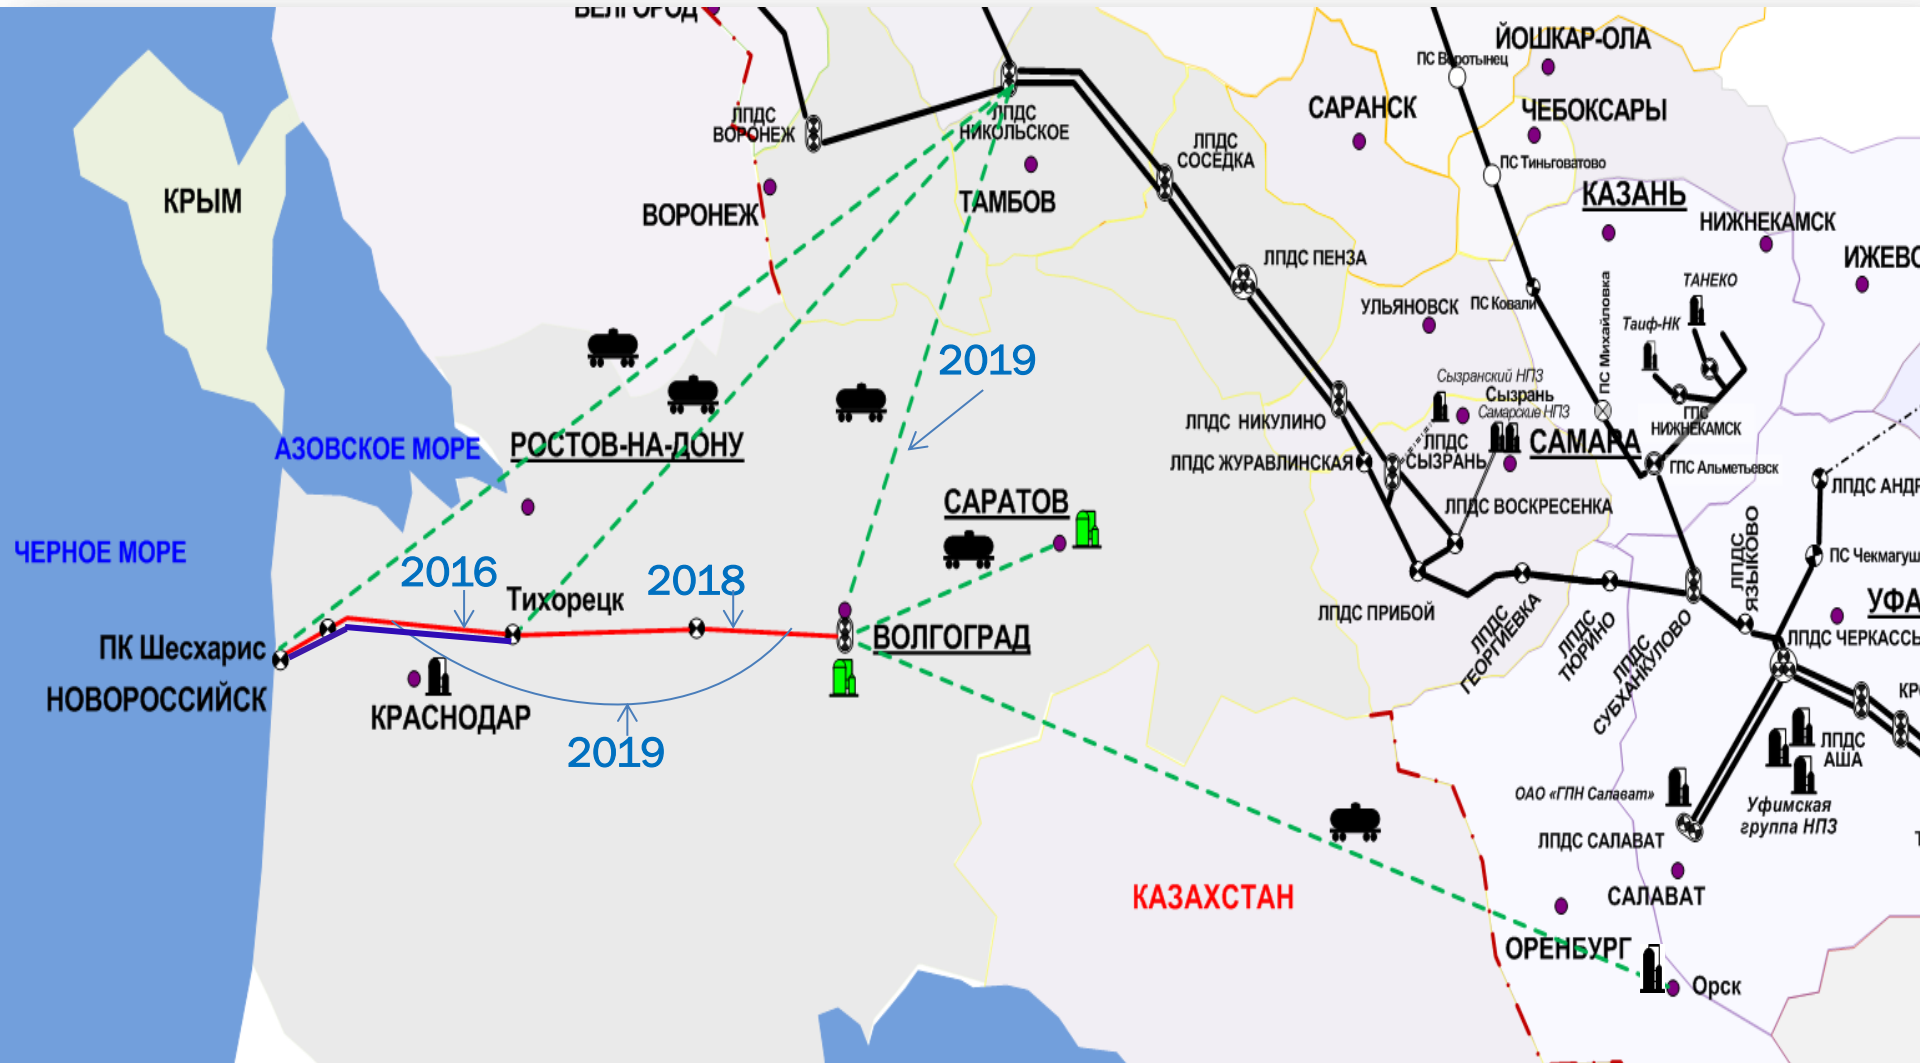 БЕЛГОРОД
ЙОШКАР-ОЛА
ПС Воротынец
САРАНСК
ЧЕБОКСАРЫ
ЛПДС
ВОРОНЕЖ
ЛПДС
НИКОЛЬСКОЕ
ЛПДС
СОСЕДКА
ПС Тиньговатово
КРЫМ
ВОРОНЕЖ
ТАМБОВ
КАЗАНЬ
НИЖНЕКАМСК
ИЖЕВС
ЛПДС ПЕНЗА
ТАНЕКО
УЛЬЯНОВСК
ПС Ковали
ПС Михайловка
Таиф-НК
2019
Сызранский НПЗ
Сызрань
Самарские НПЗ
ЛПДС НИКУЛИНО
ГПС
НИЖНЕКАМСК
АЗОВСКОЕ МОРЕ
РОСТОВ-НА-ДОНУ
ЛПДС
СЫЗРАНЬ
САМАРА
ЛПДС ЖУРАВЛИНСКАЯ
ГПС Альметьевск
ЛПДС АНДР
САРАТОВ
ЛПДС ВОСКРЕСЕНКА
ЧЕРНОЕ МОРЕ
ЛПДС
ЯЗЫКОВО
ПС Чекмагуш
2016
2018
Тихорецк
ЛПДС ПРИБОЙ
ЛПДС
ГЕОРГИЕВКА
ЛПДС
ТЮРИНО
ЛПДС
СУБХАНКУЛОВО
УФА
ПК Шесхарис
ВОЛГОГРАД
ЛПДС ЧЕРКАССЫ
НОВОРОССИЙСК
КРАСНОДАР
2019
КР
ЛПДС
АША
ОАО «ГПН Салават»
Уфимская
группа НПЗ
ЛПДС САЛАВАТ
КАЗАХСТАН
САЛАВАТ
ОРЕНБУРГ
Орск